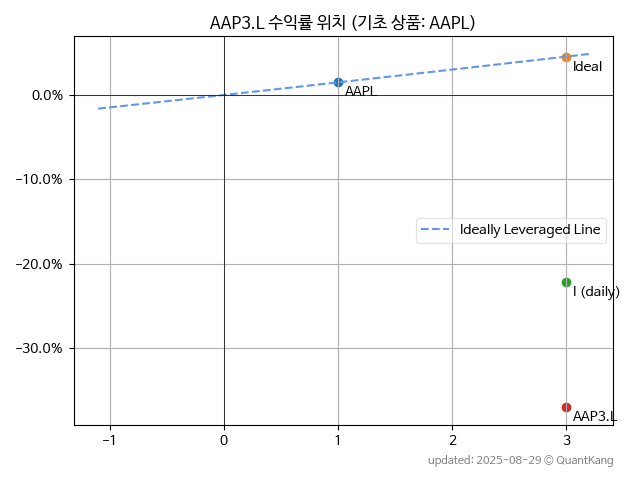 AAP3.L 수익률 위치 (기초 상품: AAPL)
0.0%
-10.0%
-20.0%
-30.0%
Ideal
AAPL
Ideally Leveraged Line
I (daily)
AAP3.L
-1
0
1
2
3
updated: 2025-08-29 © QuantKang